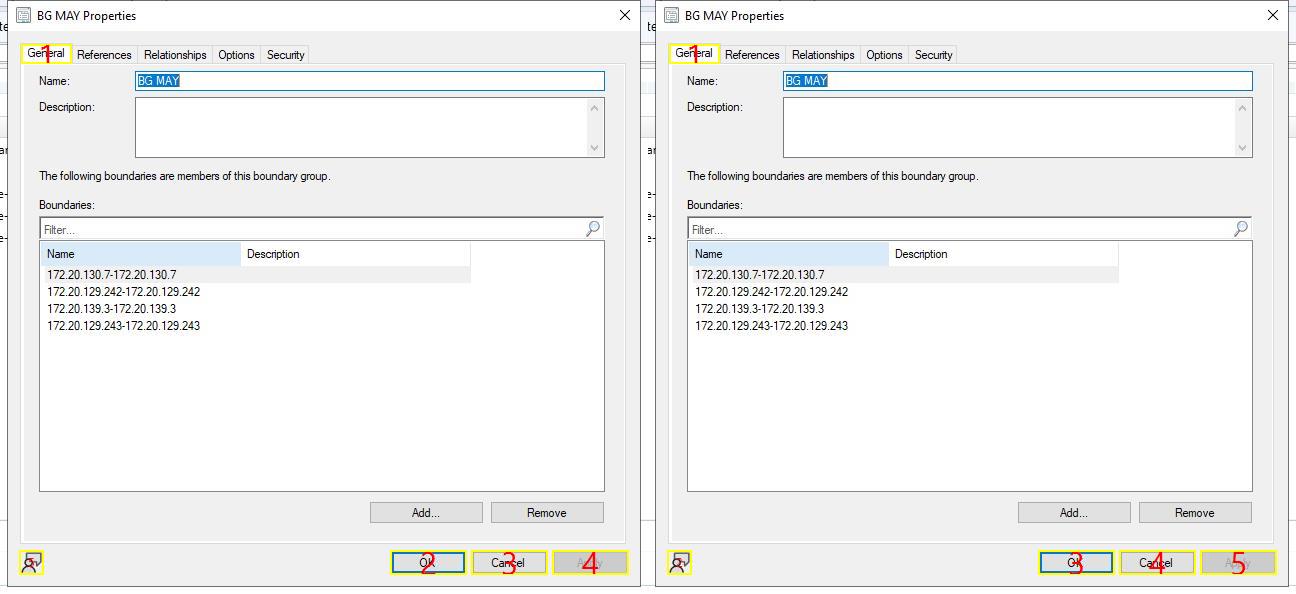 BG MAY Properties
General References Relationships Options Security
1
Name: BG MAY
Description:
The following boundaries are members of this boundary group.
Boundaries:
Filter...
Name Description
172.20.130.7-172.20.130.7
172.20.129.242-172.20.129.242
172.20.139.3-172.20.139.3
172.20.129.243-172.20.129.243
Add... Remove
OK Cancel Apply
2 3 4
BG MAY Properties
General References Relationships Options Security
1
Name: BG MAY
Description:
The following boundaries are members of this boundary group.
Boundaries:
Filter...
Name Description
172.20.130.7-172.20.130.7
172.20.129.242-172.20.129.242
172.20.139.3-172.20.139.3
172.20.129.243-172.20.129.243
Add... Remove
OK Cancel Apply
3 4 5